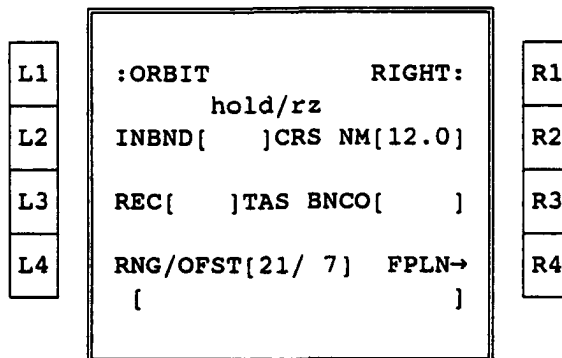 L1 :ORBIT RIGHT: R1
hold/rz
L2 INBND[ ]CRS NM[12.0] R2
L3 REC[ ]TAS BNCO[ ] R3
L4 RNG/OFST[21/ 7] FPLN→ R4
[ ]